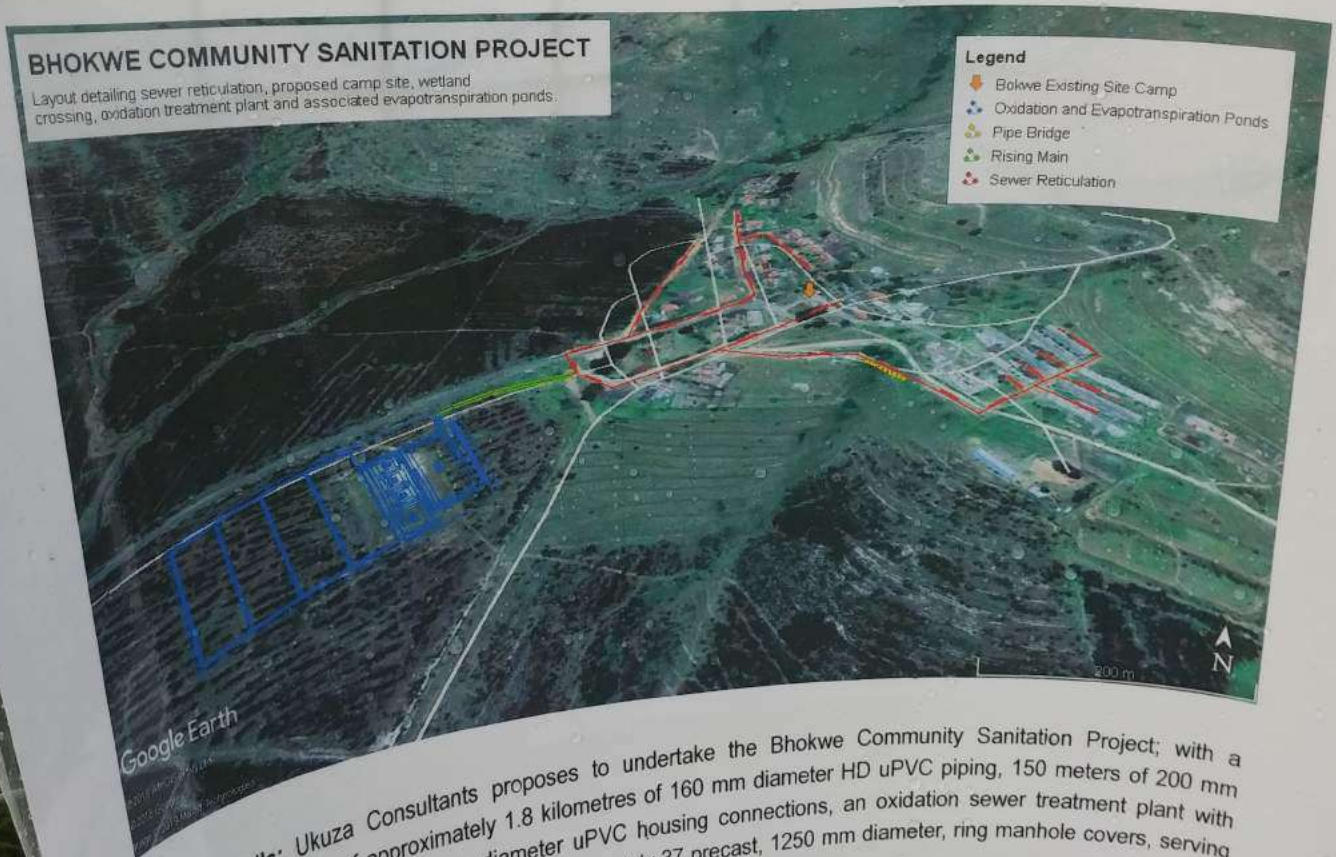 BHOKWE COMMUNITY SANITATION PROJECT
Layout detailing sewer reticulation, proposed camp site, wetland
crossing, oxidation treatment plant and associated evapotranspiration ponds.
Legend
Bokwe Existing Site Camp
Oxidation and Evapotranspiration Ponds
Pipe Bridge
Rising Main
Sewer Reticulation
N
200 m
Google Earth
Ukuza Consultants proposes to undertake the Bhokwe Community Sanitation Project; with a
approximately 1.8 kilometres of 160 mm diameter HD uPVC piping, 150 meters of 200 mm
diameter uPVC housing connections, an oxidation sewer treatment plant with
27 precast, 1250 mm diameter, ring manhole covers, serving